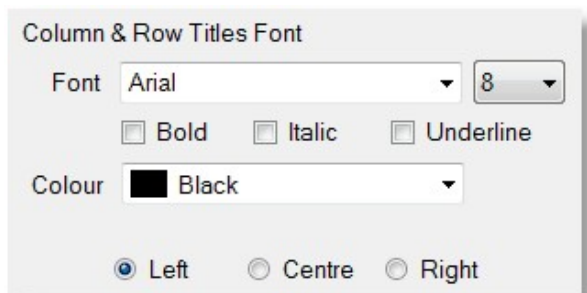 Column & Row Titles Font
Font Arial 8
Bold Italic Underline
Colour Black
Left Centre Right